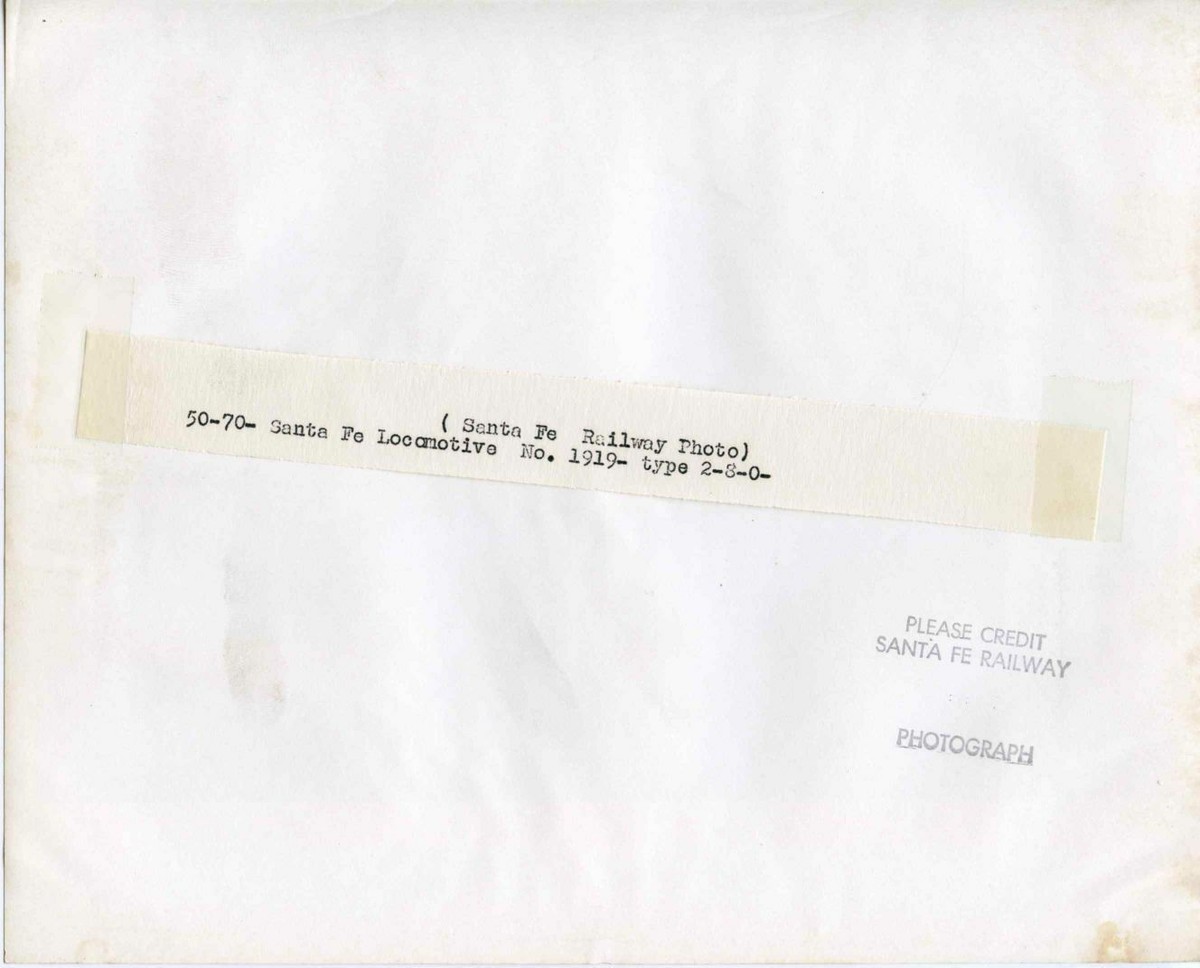 ( Santa Fe Railway Photo)
50-70- Santa Fe Locomotive No. 1919- type 2-8-0-
PLEASE CREDIT
SANTA FE RAILWAY
PHOTOGRAPH